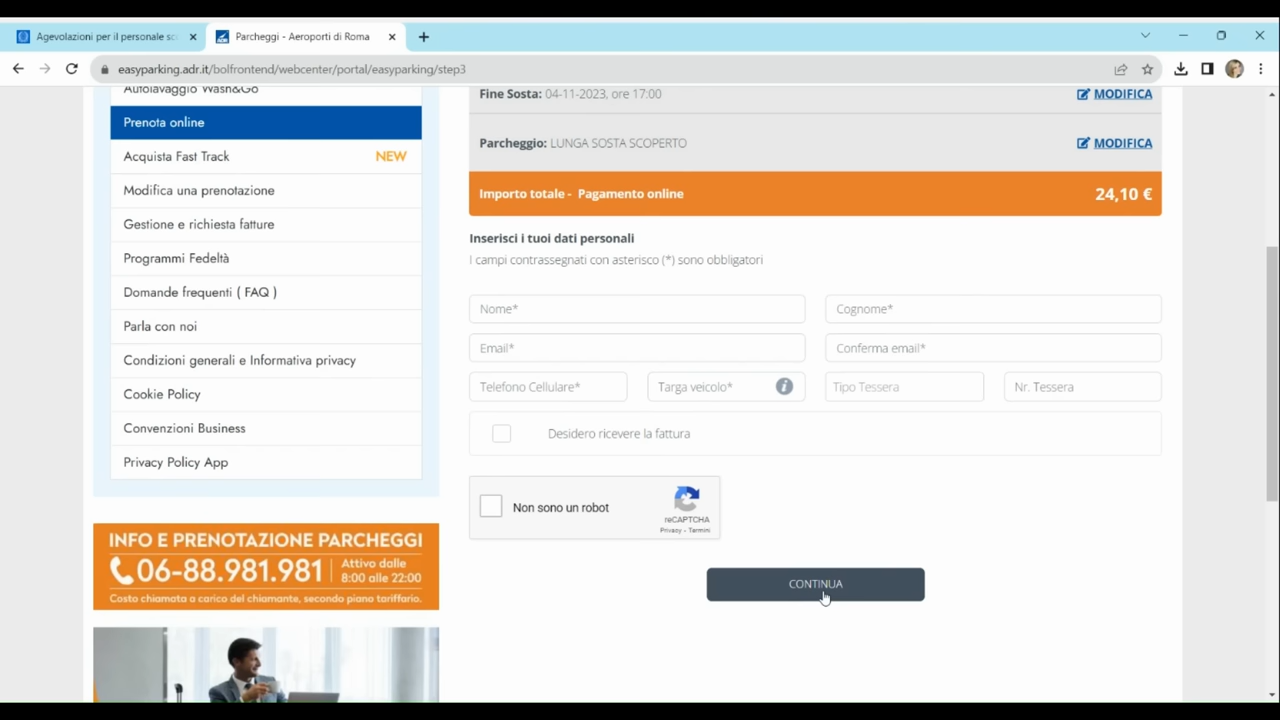 Agevolazioni per il personale sc
Parcheggi - Aeroporti di Roma
easyparking.adr.it/bolfrontend/webcenter/portal/easyparking/step3
Autolavaggio Wash&Go
Prenota online
Acquista Fast Track NEW
Modifica una prenotazione
Gestione e richiesta fatture
Programmi Fedeltà
Domande frequenti ( FAQ )
Parla con noi
Condizioni generali e Informativa privacy
Cookie Policy
Convenzioni Business
Privacy Policy App
INFO E PRENOTAZIONE PARCHEGGI
06-88.981.981
Attivo dalle
8:00 alle 22:00
Costo chiamata a carico del chiamante, secondo piano tariffario.
Fine Sosta: 04-11-2023, ore 17:00 MODIFICA
Parcheggio: LUNGA SOSTA SCOPERTO MODIFICA
Importo totale - Pagamento online 24,10 €
Inserisci i tuoi dati personali
I campi contrassegnati con asterisco (*) sono obbligatori
Nome* Cognome*
Email* Conferma email*
Telefono Cellulare* Targa veicolo* Tipo Tessera Nr. Tessera
Desidero ricevere la fattura
Non sono un robot
reCAPTCHA
Privacy - Termini
CONTINUA